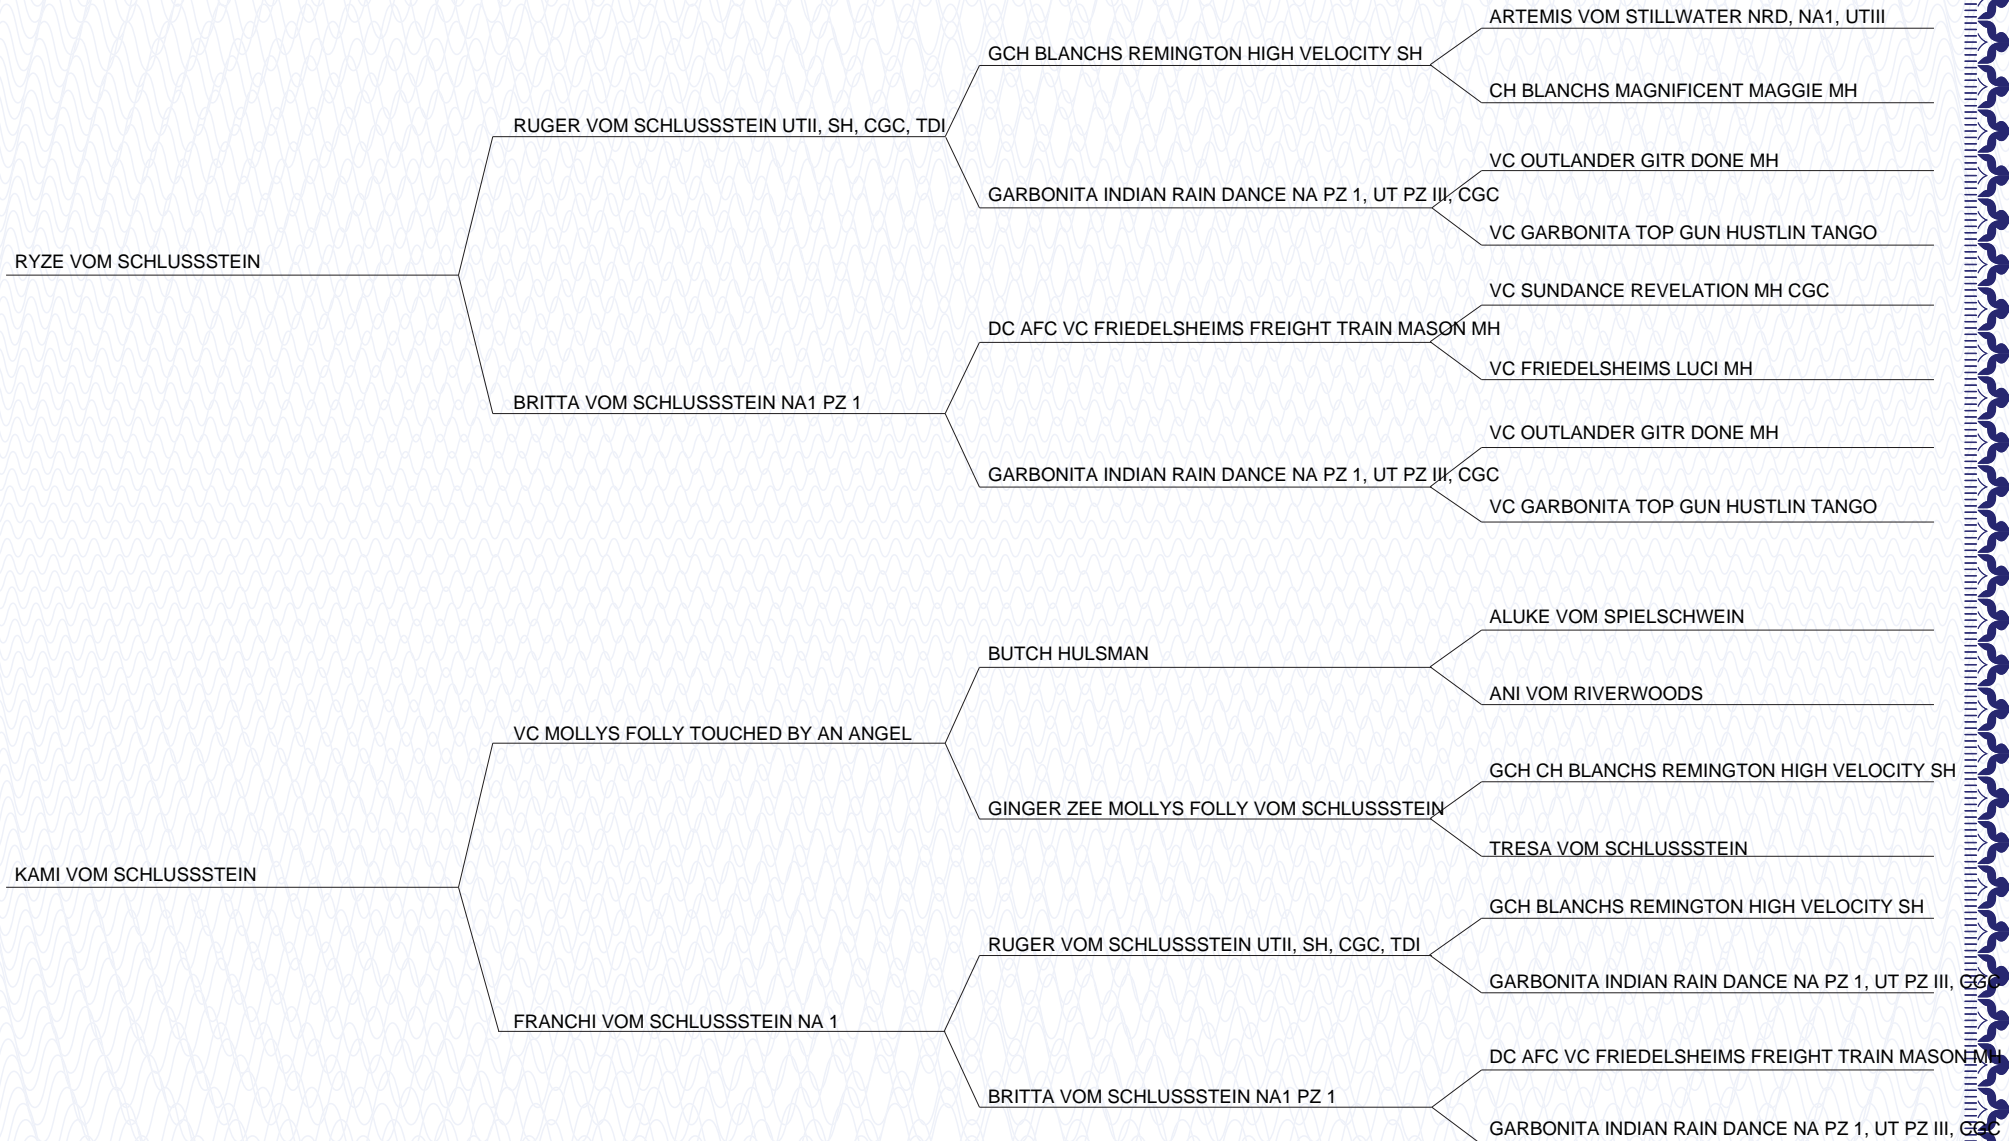 ARTEMIS VOM STILLWATER NRD, NA1, UTIII
GCH BLANCHS REMINGTON HIGH VELOCITY SH
CH BLANCHS MAGNIFICENT MAGGIE MH
RUGER VOM SCHLUSSSTEIN UTII, SH, CGC, TDI
VC OUTLANDER GITR DONE MH
GARBONITA INDIAN RAIN DANCE NA PZ 1, UT PZ III, CGC
VC GARBONITA TOP GUN HUSTLIN TANGO
RYZE VOM SCHLUSSSTEIN
VC SUNDANCE REVELATION MH CGC
DC AFC VC FRIEDELSHEIMS FREIGHT TRAIN MASON MH
VC FRIEDELSHEIMS LUCI MH
BRITTA VOM SCHLUSSSTEIN NA1 PZ 1
VC OUTLANDER GITR DONE MH
GARBONITA INDIAN RAIN DANCE NA PZ 1, UT PZ III, CGC
VC GARBONITA TOP GUN HUSTLIN TANGO
ALUKE VOM SPIELSCHWEIN
BUTCH HULSMAN
ANI VOM RIVERWOODS
VC MOLLYS FOLLY TOUCHED BY AN ANGEL
GCH CH BLANCHS REMINGTON HIGH VELOCITY SH
GINGER ZEE MOLLYS FOLLY VOM SCHLUSSSTEIN
TRESA VOM SCHLUSSSTEIN
KAMI VOM SCHLUSSSTEIN
GCH BLANCHS REMINGTON HIGH VELOCITY SH
RUGER VOM SCHLUSSSTEIN UTII, SH, CGC, TDI
GARBONITA INDIAN RAIN DANCE NA PZ 1, UT PZ III, CGC
FRANCHI VOM SCHLUSSSTEIN NA 1
DC AFC VC FRIEDELSHEIMS FREIGHT TRAIN MASON MH
BRITTA VOM SCHLUSSSTEIN NA1 PZ 1
GARBONITA INDIAN RAIN DANCE NA PZ 1, UT PZ III, CGC